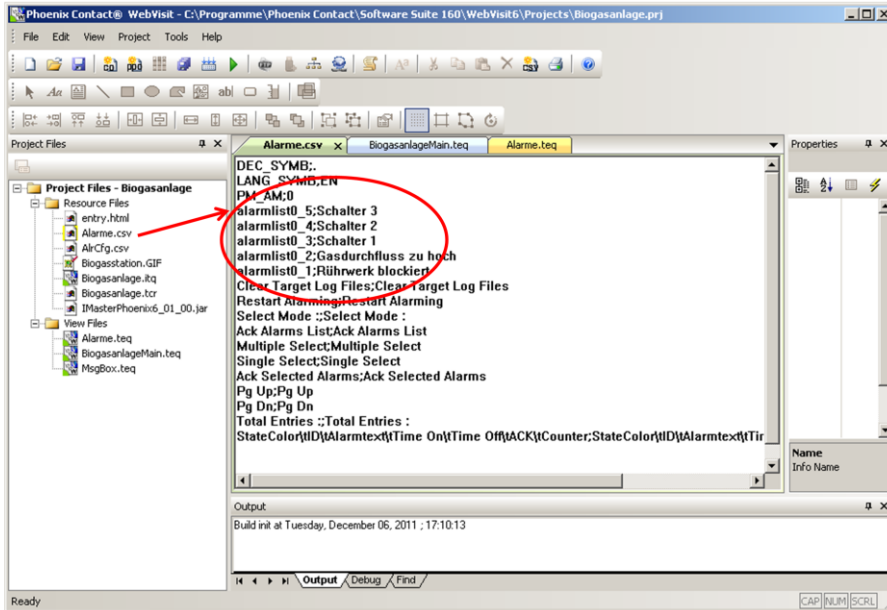 Phoenix Contact® WebVisit - C:\Programme\Phoenix Contact\Software Suite 160\WebVisit6\Projects\Biogasanlage.prj
File Edit View Project Tools Help
Project Files
Alarme.csv x BiogasanlageMain.teq Alarme.teq
Properties
Project Files - Biogasanlage
Resource Files
entry.html
Alarme.csv
AlrCfg.csv
Biogasstation.GIF
Biogasanlage.itq
Biogasanlage.tcr
IMasterPhoenix6_01_00.jar
View Files
Alarme.teq
BiogasanlageMain.teq
MsgBox.teq
DEC_SYMB;.
LANG_SYMB;EN
PM_AM;0
alarmlist0_5;Schalter 3
alarmlist0_4;Schalter 2
alarmlist0_3;Schalter 1
alarmlist0_2;Gasdurchfluss zu hoch
alarmlist0_1;Rührwerk blockiert
Clear Target Log Files;Clear Target Log Files
Restart Alarming;Restart Alarming
Select Mode :;Select Mode :
Ack Alarms List;Ack Alarms List
Multiple Select;Multiple Select
Single Select;Single Select
Ack Selected Alarms;Ack Selected Alarms
Pg Up;Pg Up
Pg Dn;Pg Dn
Total Entries :;Total Entries :
StateColor\tID\tAlarmtext\tTime On\tTime Off\tACK\tCounter;StateColor\tID\tAlarmtext\tTir
Name
Info Name
Output
Build init at Tuesday, December 06, 2011 ; 17:10:13
Output Debug Find
Ready
CAP NUM SCRL